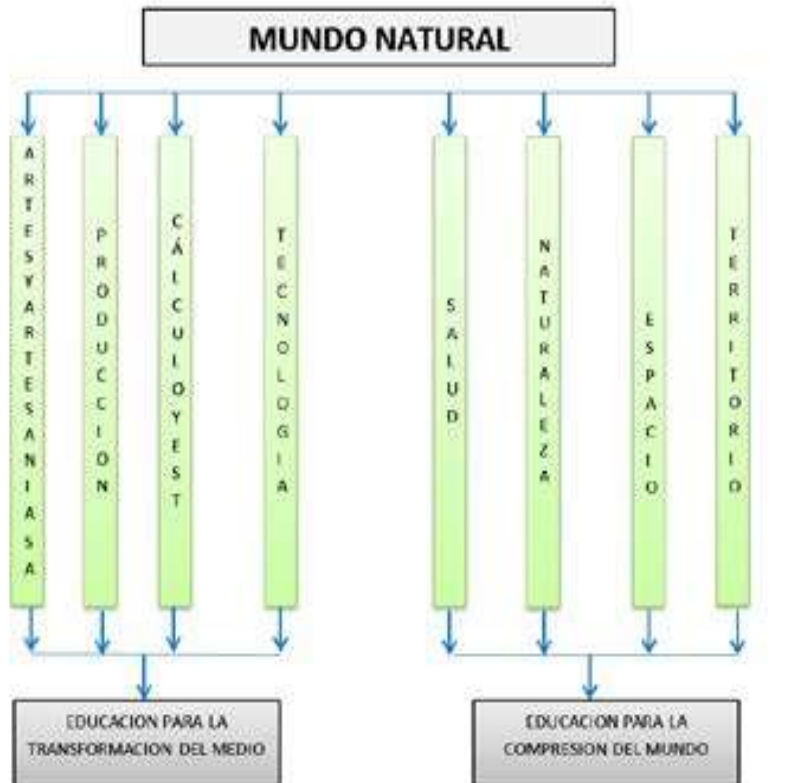 MUNDO NATURAL
ARTESYARTESANIASA
PRODUCCIÓN
CÁLCULOYEST
TECNOLOGIA
SALUD
NATURALEZA
ESPACIO
TERRITORIO
EDUCACION PARA LA
TRANSFORMACION DEL MEDIO
EDUCACION PARA LA
COMPRESION DEL MUNDO